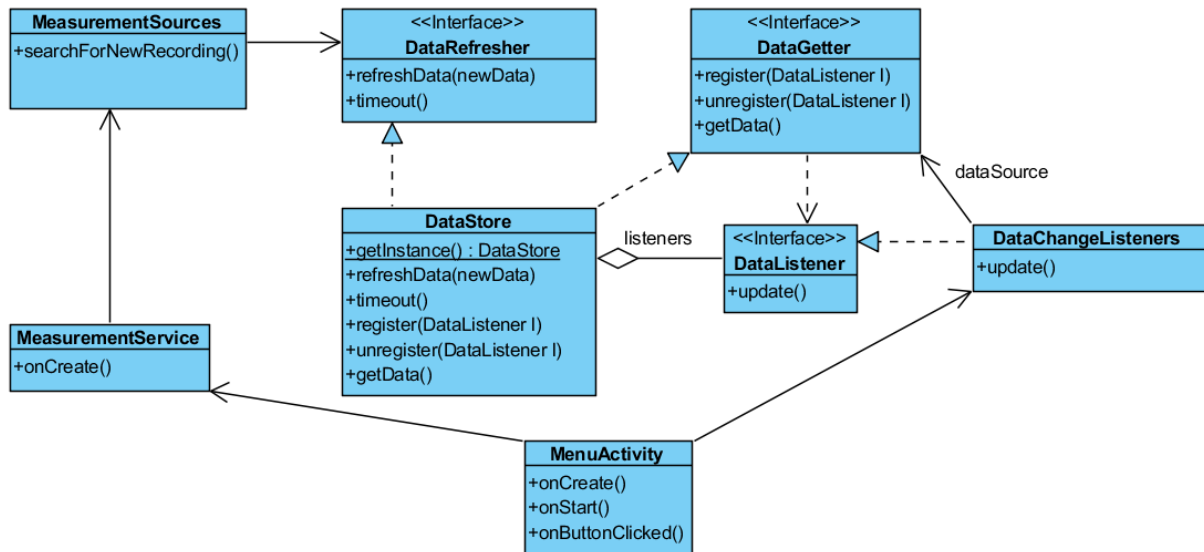 MeasurementSources
+searchForNewRecording()
<<Interface>>
DataRefresher
+refreshData(newData)
+timeout()
<<Interface>>
DataGetter
+register(DataListener l)
+unregister(DataListener l)
+getData()
dataSource
DataStore
+getInstance() : DataStore
+refreshData(newData)
+timeout()
+register(DataListener l)
+unregister(DataListener l)
+getData()
listeners
<<Interface>>
DataListener
+update()
DataChangeListeners
+update()
MeasurementService
+onCreate()
MenuActivity
+onCreate()
+onStart()
+onButtonClicked()